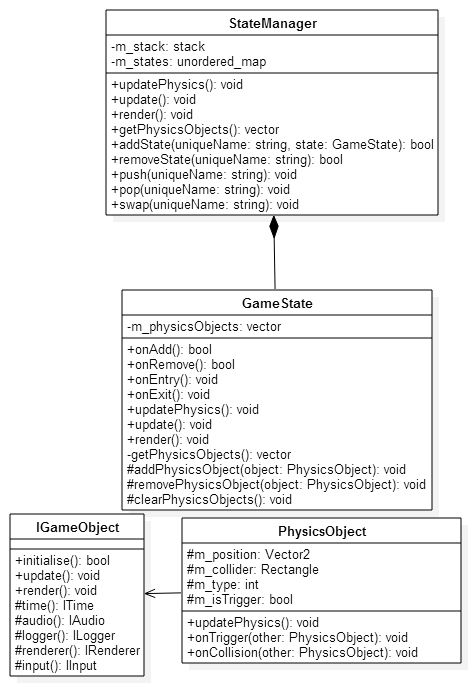 StateManager
-m_stack: stack
-m_states: unordered_map
+updatePhysics(): void
+update(): void
+render(): void
+getPhysicsObjects(): vector
+addState(uniqueName: string, state: GameState): bool
+removeState(uniqueName: string): bool
+push(uniqueName: string): void
+pop(uniqueName: string): void
+swap(uniqueName: string): void
GameState
-m_physicsObjects: vector
+onAdd(): bool
+onRemove(): bool
+onEntry(): void
+onExit(): void
+updatePhysics(): void
+update(): void
+render(): void
-getPhysicsObjects(): vector
#addPhysicsObject(object: PhysicsObject): void
#removePhysicsObject(object: PhysicsObject): void
#clearPhysicsObjects(): void
IGameObject
+initialise(): bool
+update(): void
+render(): void
#time(): ITime
#audio(): IAudio
#logger(): ILogger
#renderer(): IRenderer
#input(): IInput
PhysicsObject
#m_position: Vector2
#m_collider: Rectangle
#m_type: int
#m_isTrigger: bool
+updatePhysics(): void
+onTrigger(other: PhysicsObject): void
+onCollision(other: PhysicsObject): void